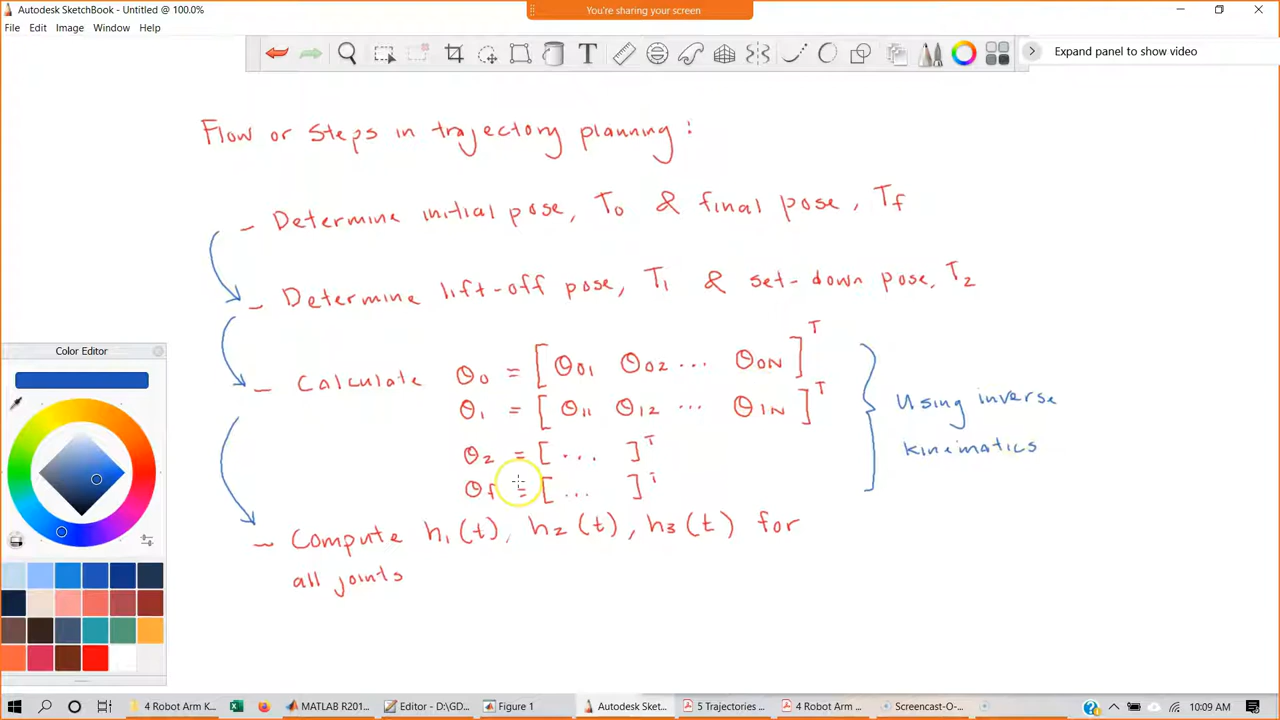 Autodesk SketchBook - Untitled @ 100.0%
You're sharing your screen
File Edit Image Window Help
Expand panel to show video
Flow or Steps in trajectory planning :
- Determine initial pose, T0 & final pose, Tf
- Determine lift-off pose, T1 & set-down pose, T2
- Calculate Θ0 = [Θ01 Θ02 ... Θ0N]T
Θ1 = [Θ11 Θ12 ... Θ1N]T
Θ2 = [ ... ]T
Θf = [ ... ]T
Using inverse
kinematics
- Compute h1(t), h2(t), h3(t) for
all joints
Color Editor
4 Robot Arm K... MATLAB R201... Editor - D:\GD... Figure 1 Autodesk Sket... 5 Trajectories ... 4 Robot Arm ... Screencast-O-... 10:09 AM